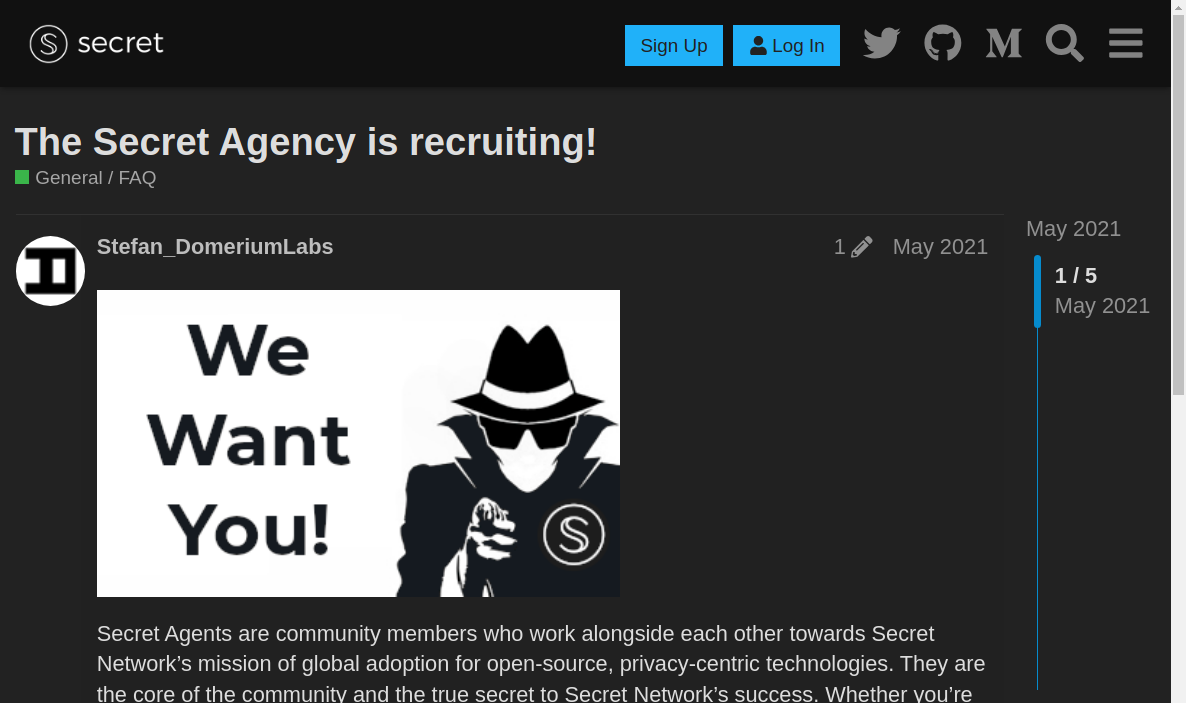 secret
Sign Up
Log In
The Secret Agency is recruiting!
General / FAQ
Stefan_DomeriumLabs
1
May 2021
May 2021
1 / 5
May 2021
We
Want
You!
Secret Agents are community members who work alongside each other towards Secret
Network’s mission of global adoption for open-source, privacy-centric technologies. They are
the core of the community and the true secret to Secret Network’s success. Whether you’re